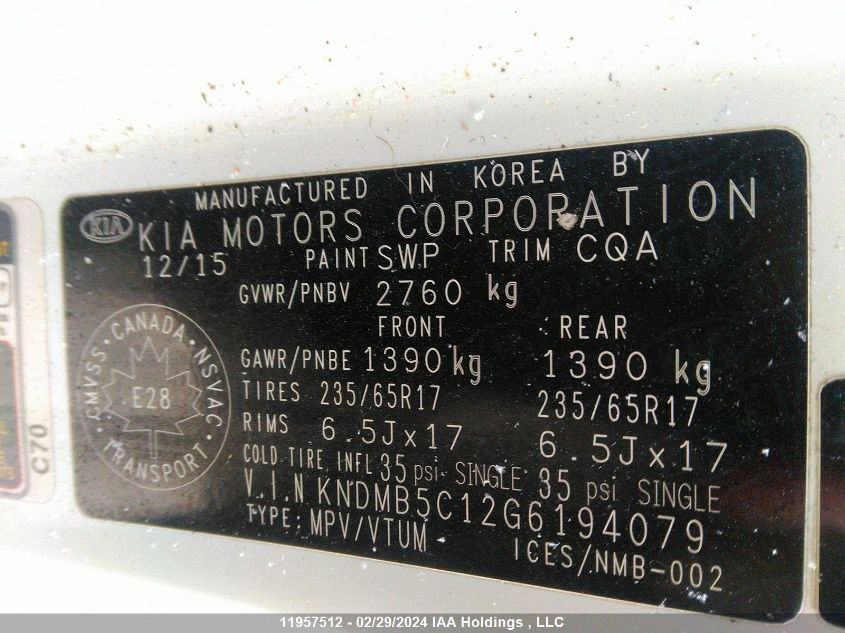 MANUFACTURED IN KOREA BY
KIA KIA MOTORS CORPORATION
12/15 PAINT SWP TRIM CQA
GVWR/PNBV 2760 kg
FRONT REAR
GAWR/PNBE 1390 kg 1390 kg
TIRES 235/65R17 235/65R17
RIMS 6.5Jx17 6.5Jx17
COLD TIRE INFL 35 psi SINGLE 35 psi SINGLE
V.I.N KNDMB5C12G6194079
TYPE: MPV/VTUM ICES/NMB-002
CMVSS · CANADA · NSVAC
E28
TRANSPORT
C70
11957512 - 02/29/2024 IAA Holdings , LLC